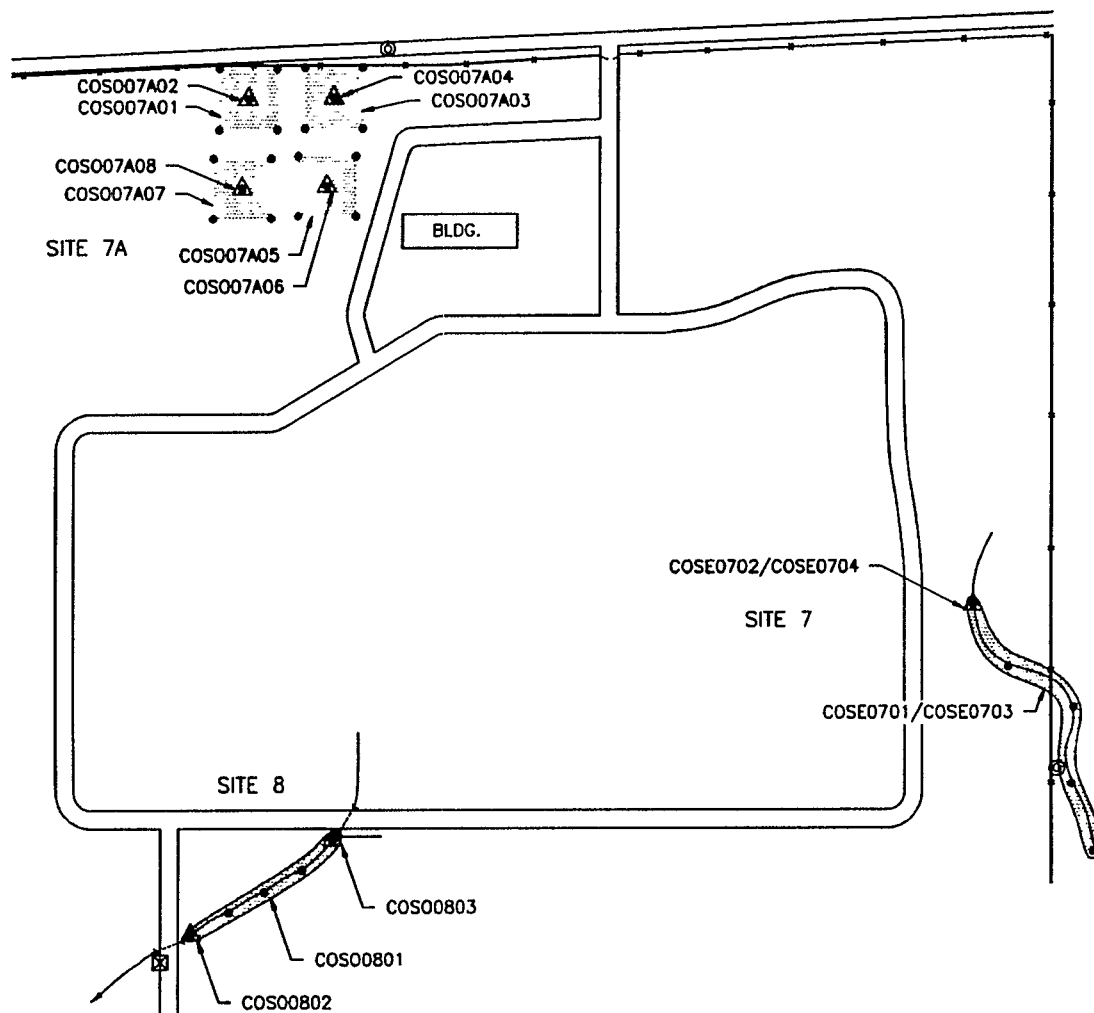 COSO07A02
COSO07A01
COSO07A04
COSO07A03
COSO07A08
COSO07A07
SITE 7A
COSO07A05
COSO07A06
BLDG.
COSE0702/COSE0704
SITE 7
COSE0701/COSE0703
SITE 8
COSO0803
COSO0801
COSO0802